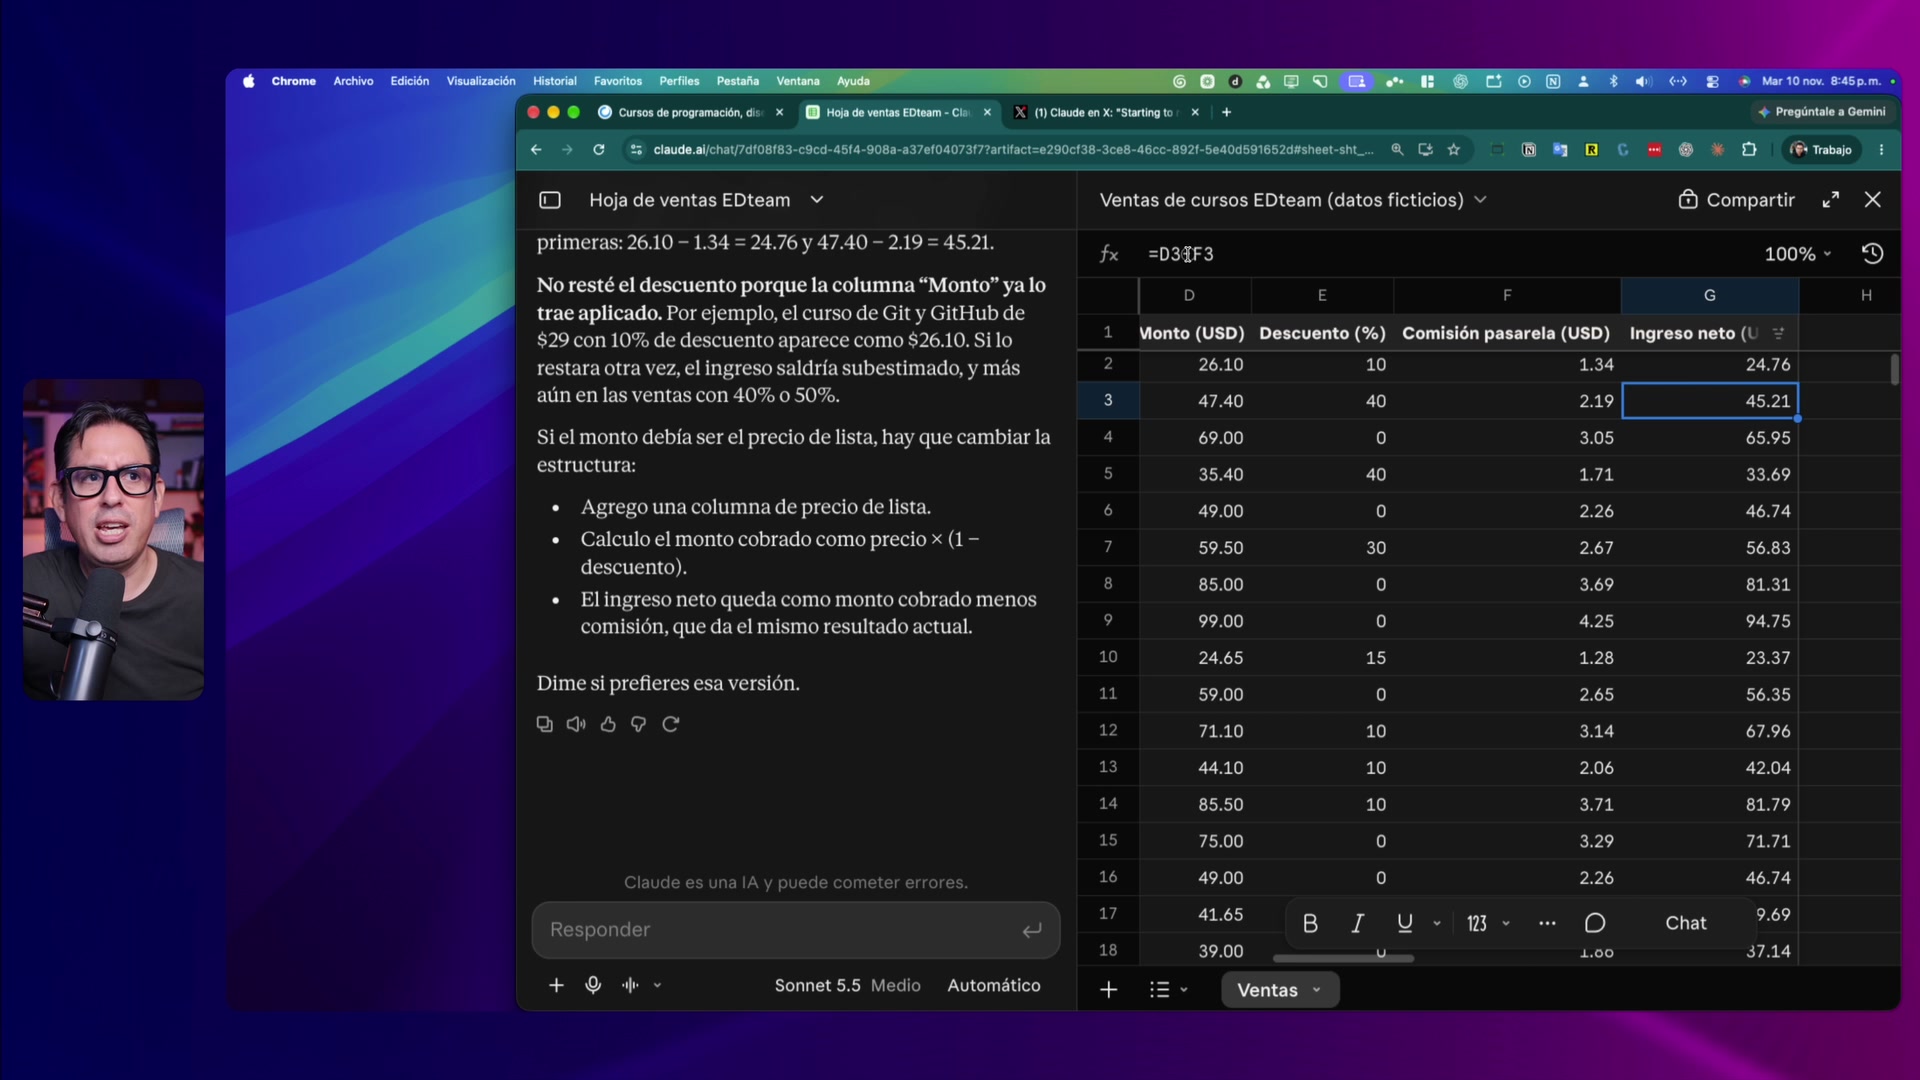 Chrome Archivo Edición Visualización Historial Favoritos Perfiles Pestaña Ventana Ayuda
Mar 10 nov. 8:45 p. m.
Cursos de programación, dis
Hoja de ventas EDteam - Cla
(1) Claude en X: "Starting to
Pregúntale a Gemini
claude.ai/chat/7df08f83-c9cd-45f4-908a-a37ef04073f7?artifact=e290cf38-3ce8-46cc-892f-5e40d591652d#sheet-sht_...
Trabajo
Hoja de ventas EDteam
primeras: 26.10 − 1.34 = 24.76 y 47.40 − 2.19 = 45.21.
No resté el descuento porque la columna “Monto” ya lo
trae aplicado. Por ejemplo, el curso de Git y GitHub de
$29 con 10% de descuento aparece como $26.10. Si lo
restara otra vez, el ingreso saldría subestimado, y más
aún en las ventas con 40% o 50%.
Si el monto debía ser el precio de lista, hay que cambiar la
estructura:
• Agrego una columna de precio de lista.
• Calculo el monto cobrado como precio × (1 −
descuento).
• El ingreso neto queda como monto cobrado menos
comisión, que da el mismo resultado actual.
Dime si prefieres esa versión.
Claude es una IA y puede cometer errores.
Responder
Sonnet 5.5 Medio Automático
Ventas de cursos EDteam (datos ficticios)
Compartir
fx
100%
D E F G H
1 Monto (USD) Descuento (%) Comisión pasarela (USD) Ingreso neto (U
2 26.10 10 1.34 24.76
3 47.40 40 2.19 45.21
4 69.00 0 3.05 65.95
5 35.40 40 1.71 33.69
6 49.00 0 2.26 46.74
7 59.50 30 2.67 56.83
8 85.00 0 3.69 81.31
9 99.00 0 4.25 94.75
10 24.65 15 1.28 23.37
11 59.00 0 2.65 56.35
12 71.10 10 3.14 67.96
13 44.10 10 2.06 42.04
14 85.50 10 3.71 81.79
15 75.00 0 3.29 71.71
16 49.00 0 2.26 46.74
17 41.65 9.69
18 39.00 37.14
B I U 123 ... Chat
Ventas